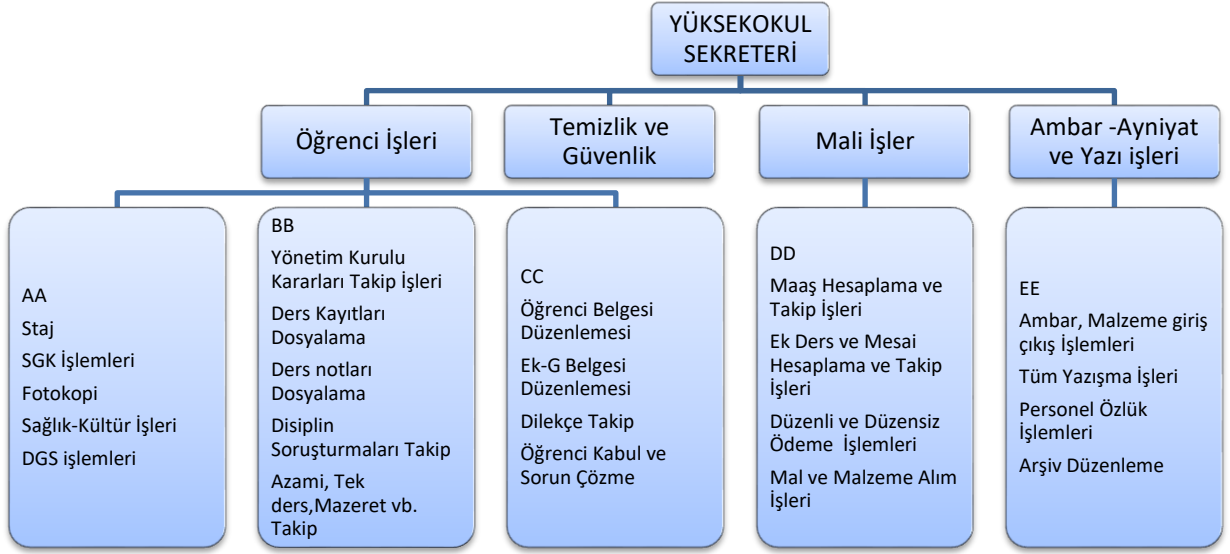 YÜKSEKOKUL
SEKRETERİ
Öğrenci İşleri
Temizlik ve
Güvenlik
Mali İşler
Ambar -Ayniyat
ve Yazı işleri
AA
Staj
SGK İşlemleri
Fotokopi
Sağlık-Kültür İşleri
DGS işlemleri
BB
Yönetim Kurulu
Kararları Takip İşleri
Ders Kayıtları
Dosyalama
Ders notları
Dosyalama
Disiplin
Soruşturmaları Takip
Azami, Tek
ders,Mazeret vb.
Takip
CC
Öğrenci Belgesi
Düzenlemesi
Ek-G Belgesi
Düzenlemesi
Dilekçe Takip
Öğrenci Kabul ve
Sorun Çözme
DD
Maaş Hesaplama ve
Takip İşleri
Ek Ders ve Mesai
Hesaplama ve Takip
İşleri
Düzenli ve Düzensiz
Ödeme  İşlemleri
Mal ve Malzeme Alım
İşleri
EE
Ambar, Malzeme giriş
çıkış İşlemleri
Tüm Yazışma İşleri
Personel Özlük
İşlemleri
Arşiv Düzenleme